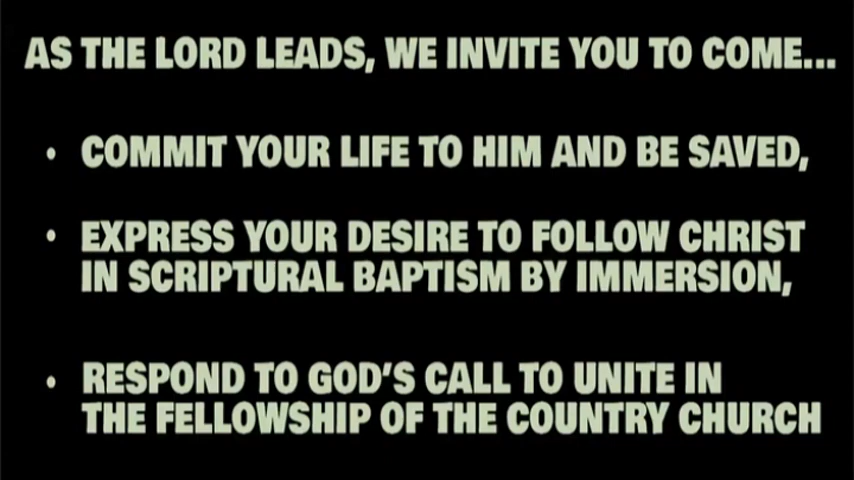 AS THE LORD LEADS, WE INVITE YOU TO COME...
• COMMIT YOUR LIFE TO HIM AND BE SAVED,
• EXPRESS YOUR DESIRE TO FOLLOW CHRIST
IN SCRIPTURAL BAPTISM BY IMMERSION,
• RESPOND TO GOD'S CALL TO UNITE IN
THE FELLOWSHIP OF THE COUNTRY CHURCH